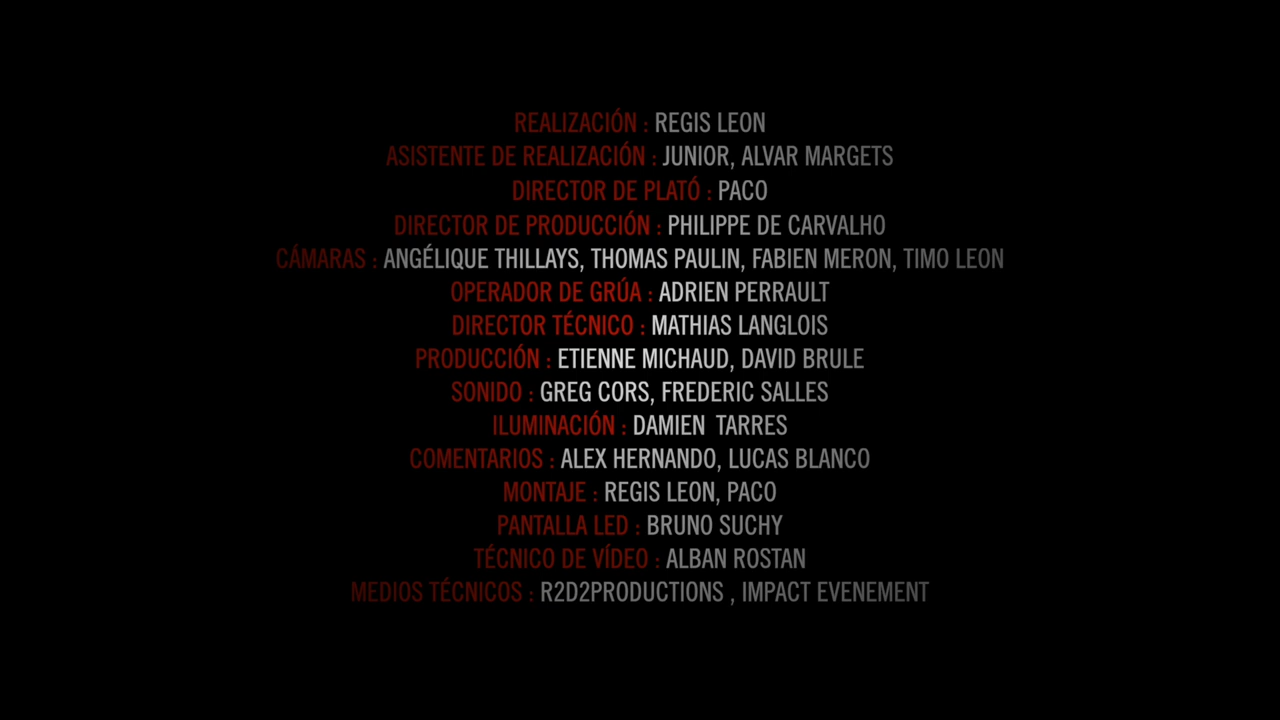 REALIZACIÓN : REGIS LEON
ASISTENTE DE REALIZACIÓN : JUNIOR, ALVAR MARGETS
DIRECTOR DE PLATÓ : PACO
DIRECTOR DE PRODUCCIÓN : PHILIPPE DE CARVALHO
CÁMARAS : ANGÉLIQUE THILLAYS, THOMAS PAULIN, FABIEN MERON, TIMO LEON
OPERADOR DE GRÚA : ADRIEN PERRAULT
DIRECTOR TÉCNICO : MATHIAS LANGLOIS
PRODUCCIÓN : ETIENNE MICHAUD, DAVID BRULE
SONIDO : GREG CORS, FREDERIC SALLES
ILUMINACIÓN : DAMIEN  TARRES
COMENTARIOS : ALEX HERNANDO, LUCAS BLANCO
MONTAJE : REGIS LEON, PACO
PANTALLA LED : BRUNO SUCHY
TÉCNICO DE VÍDEO : ALBAN ROSTAN
MEDIOS TÉCNICOS : R2D2PRODUCTIONS , IMPACT EVENEMENT